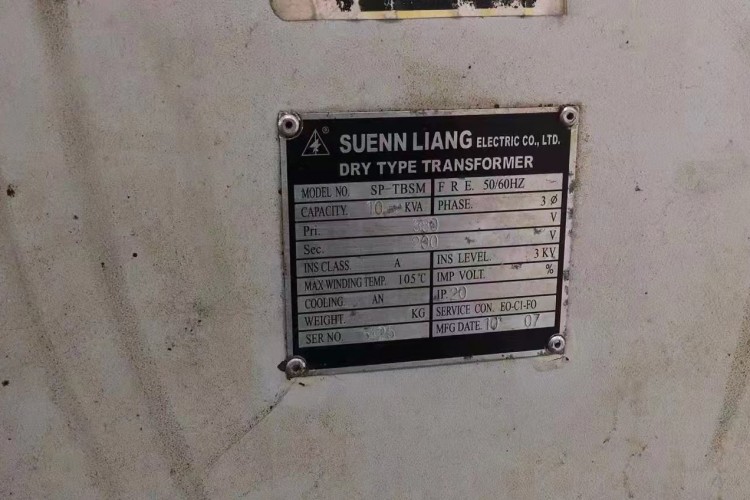 SUENN LIANG ELECTRIC CO., LTD.
DRY TYPE TRANSFORMER
MODEL NO. SP-TBSM F R E. 50/60HZ
CAPACITY. 10 KVA PHASE. 3 Ø
Pri. V
Sec. V
INS CLASS A INS LEVEL. 3 KV
MAX WINDING TEMP. 105℃ IMP VOLT. %
COOLING. AN IP 20
WEIGHT. KG SERVICE CON. EO-CI-FO
SER NO. MFG DATE. 10 07